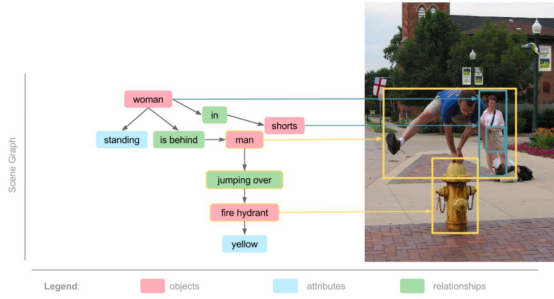 woman
in
shorts
standing
is behind
man
jumping over
fire hydrant
yellow
Scene Graph
Legend:
objects
attributes
relationships